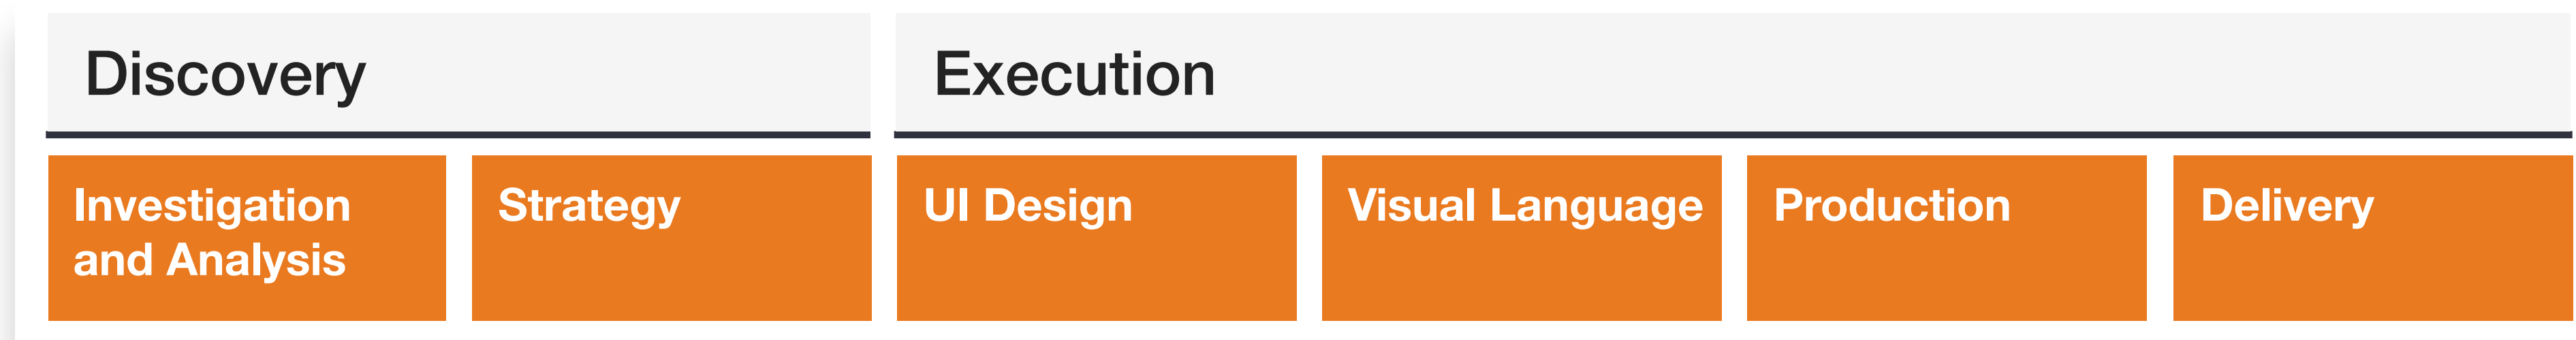 Discovery
Execution
Investigation
and Analysis
Strategy
UI Design
Visual Language
Production
Delivery